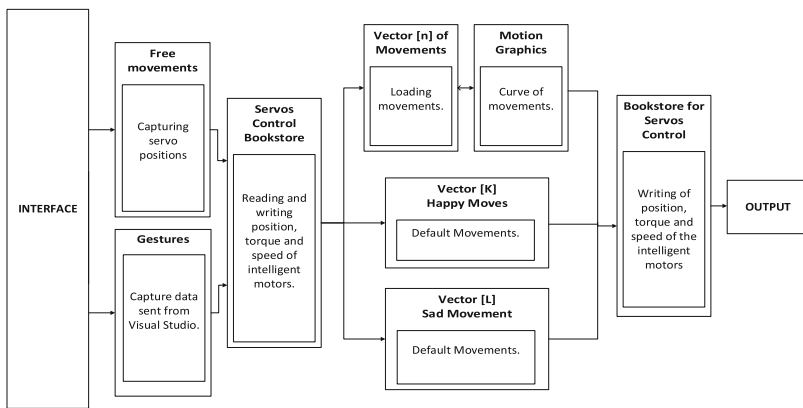 INTERFACE
Free
movements
Capturing
servo
positions
Gestures
Capture data
sent from
Visual Studio.
Servos
Control
Bookstore
Reading and
writing
position,
torque and
speed of
intelligent
motors.
Vector [n] of
Movements
Loading
movements.
Motion
Graphics
Curve of
movements.
Vector [K]
Happy Moves
Default Movements.
Vector [L]
Sad Movement
Default Movements.
Bookstore for
Servos
Control
Writing of
position,
torque and
speed of the
intelligent
motors
OUTPUT